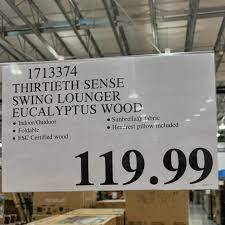 1713374
THIRTIETH SENSE
SWING LOUNGER
EUCALYPTUS WOOD
• Indoor/Outdoor
• Foldable
• FSC Certified wood
• Sunbrella fabric
• Headrest pillow included
119.99